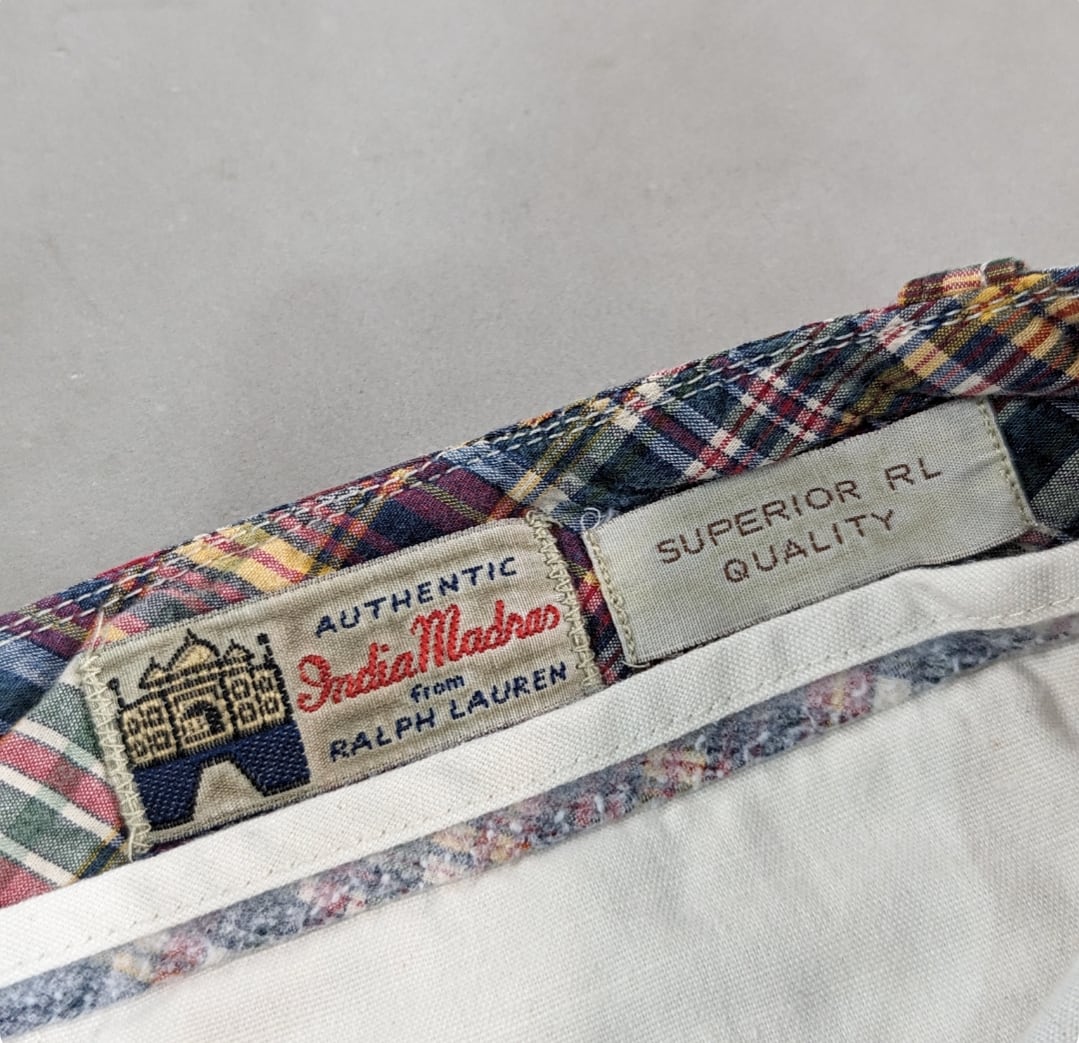 AUTHENTIC
India Madras
from
RALPH LAUREN
SUPERIOR RL
QUALITY